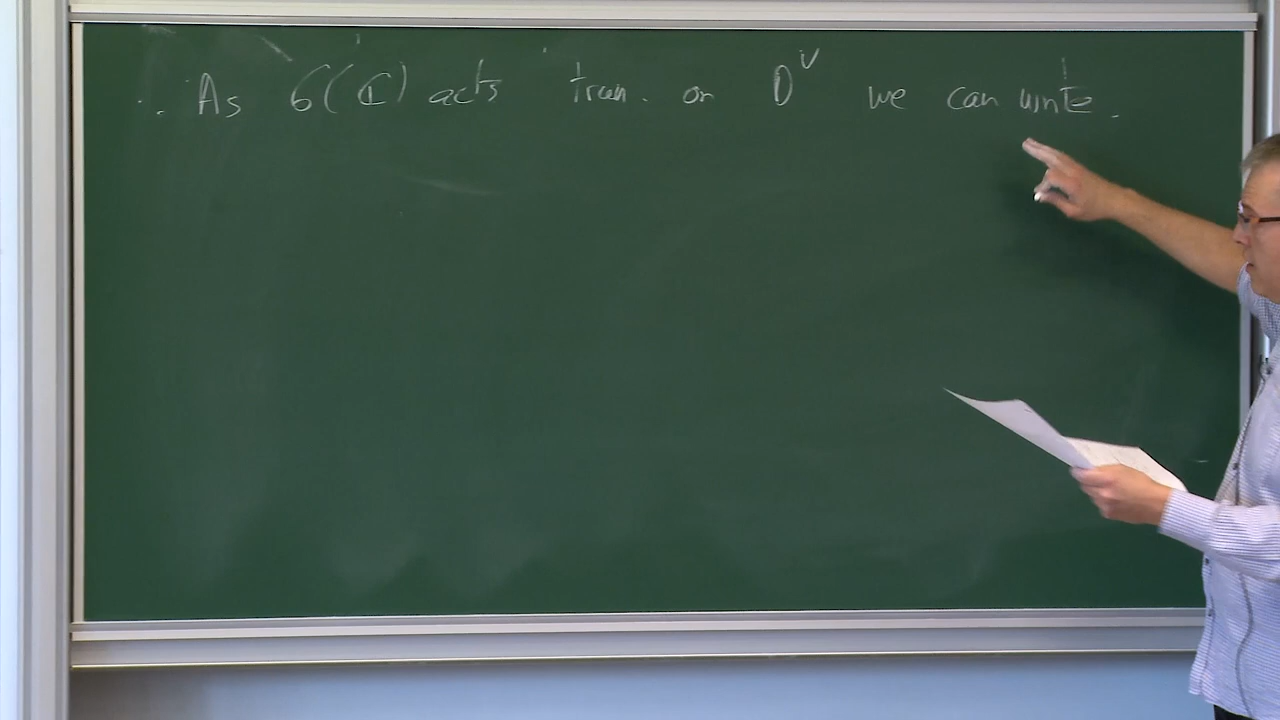 ∴ As G(ℂ) acts tran. on Ď we can write.